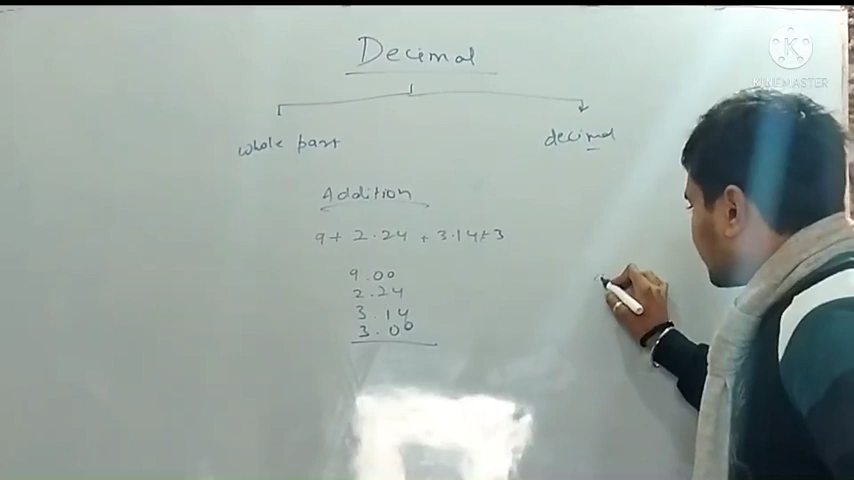 Decimal
whole part
decimal
Addition
9+ 2.24 + 3.14+3
9.00
2.24
3.14
3.00
K
KINEMASTER